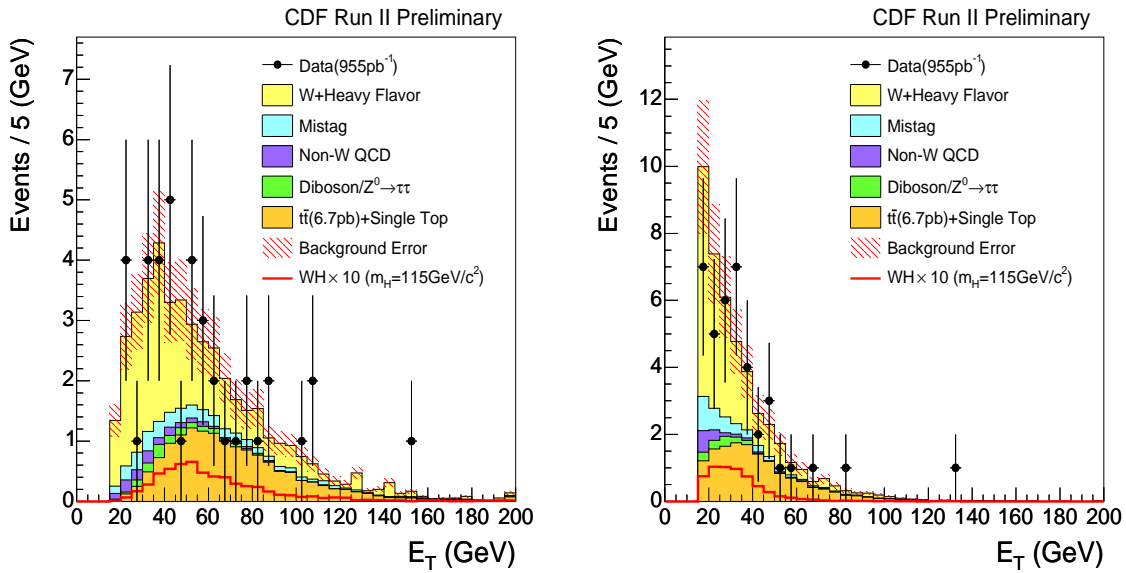 CDF Run II Preliminary
Events / 5 (GeV)
7
6
5
4
3
2
1
0
Data(955pb⁻¹)
W+Heavy Flavor
Mistag
Non-W QCD
Diboson/Z⁰→ττ
tt̄(6.7pb)+Single Top
Background Error
WH×10 (m_H=115GeV/c²)
0 20 40 60 80 100 120 140 160 180 200
E_T (GeV)
CDF Run II Preliminary
Events / 5 (GeV)
12
10
8
6
4
2
0
Data(955pb⁻¹)
W+Heavy Flavor
Mistag
Non-W QCD
Diboson/Z⁰→ττ
tt̄(6.7pb)+Single Top
Background Error
WH×10 (m_H=115GeV/c²)
0 20 40 60 80 100 120 140 160 180 200
E_T (GeV)